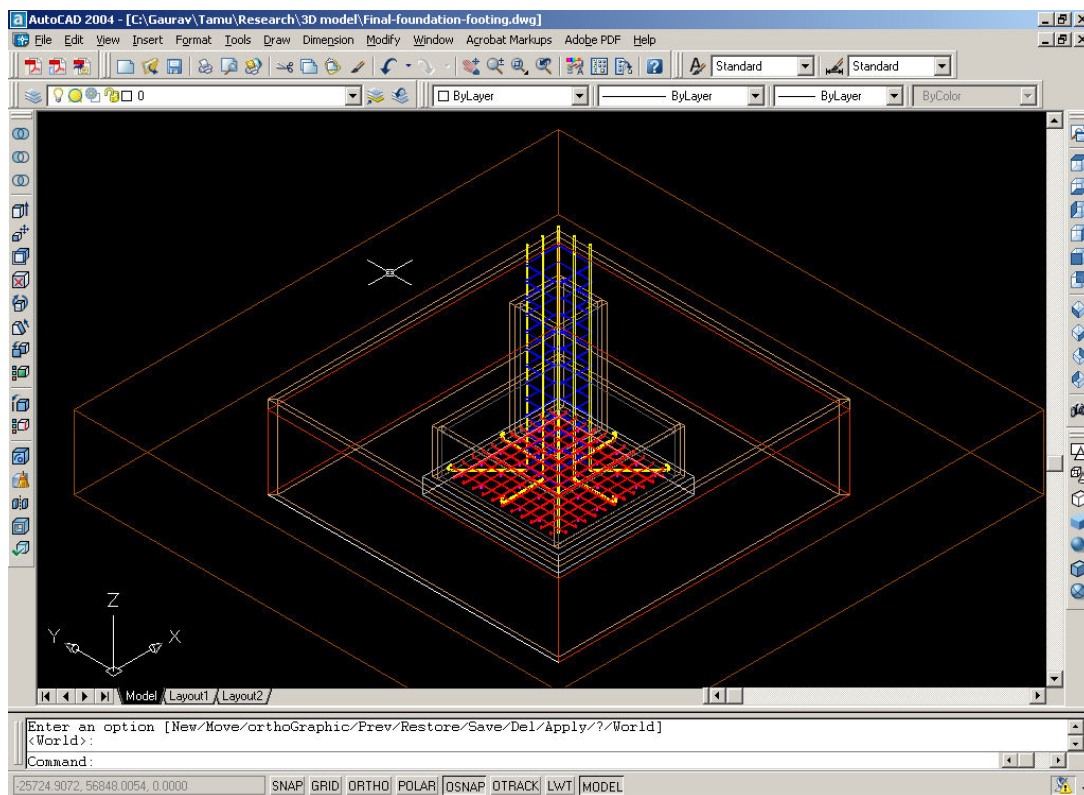 AutoCAD 2004 - [C:\Gaurav\Tamu\Research\3D model\Final-foundation-footing.dwg]
File Edit View Insert Format Tools Draw Dimension Modify Window Acrobat Markups Adobe PDF Help
Standard Standard
0 ByLayer ByLayer ByLayer ByColor
Z
Y X
Model Layout1 Layout2
Enter an option [New/Move/orthoGraphic/Prev/Restore/Save/Del/Apply/?/World]
<World>:
Command:
-25724.9072, 56848.0054, 0.0000 SNAP GRID ORTHO POLAR OSNAP OTRACK LWT MODEL